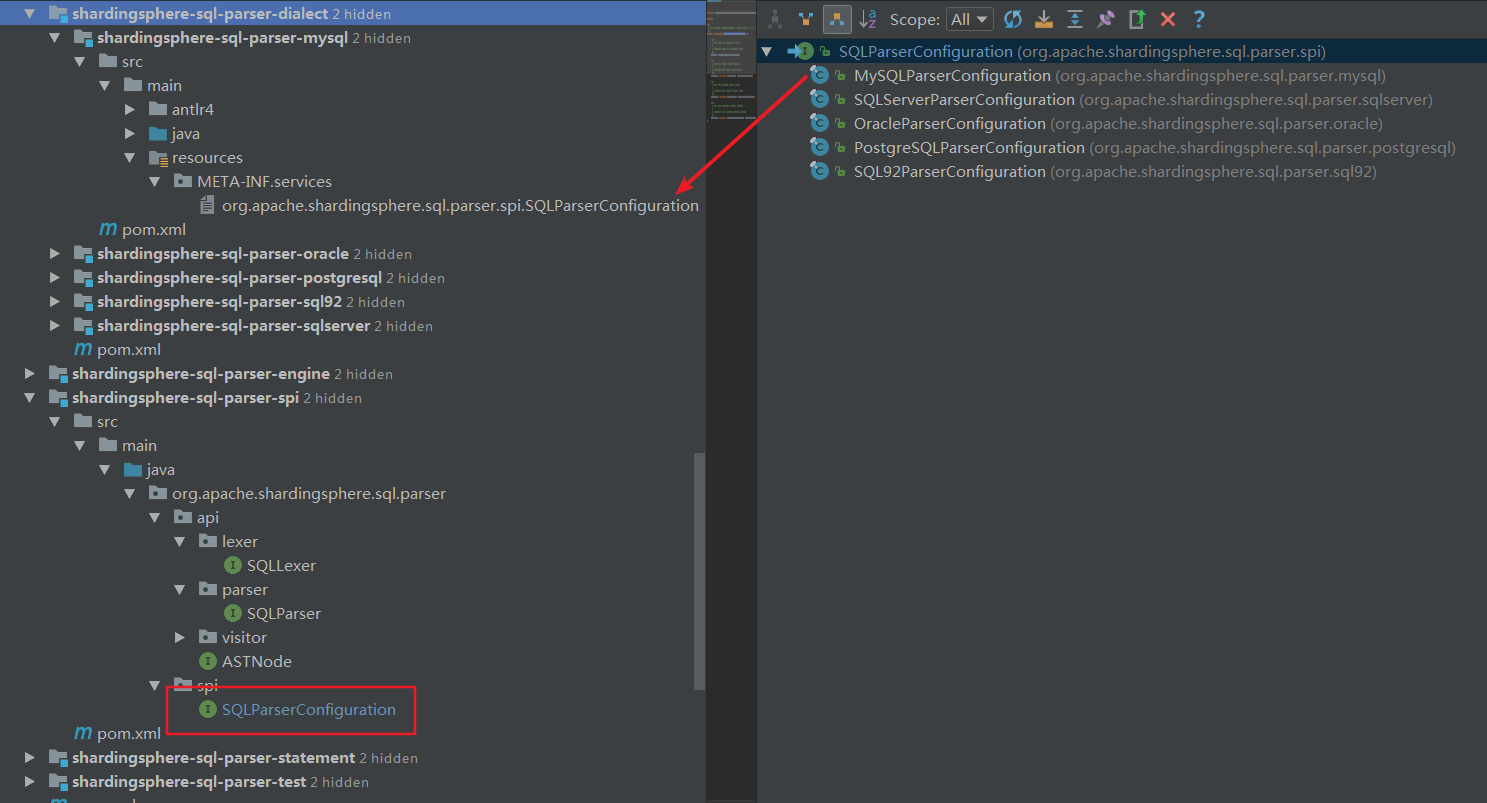 shardingsphere-sql-parser-dialect 2 hidden
shardingsphere-sql-parser-mysql 2 hidden
src
main
antlr4
java
resources
META-INF.services
org.apache.shardingsphere.sql.parser.spi.SQLParserConfiguration
pom.xml
shardingsphere-sql-parser-oracle 2 hidden
shardingsphere-sql-parser-postgresql 2 hidden
shardingsphere-sql-parser-sql92 2 hidden
shardingsphere-sql-parser-sqlserver 2 hidden
pom.xml
shardingsphere-sql-parser-engine 2 hidden
shardingsphere-sql-parser-spi 2 hidden
src
main
java
org.apache.shardingsphere.sql.parser
api
lexer
SQLLexer
parser
SQLParser
visitor
ASTNode
spi
SQLParserConfiguration
pom.xml
shardingsphere-sql-parser-statement 2 hidden
shardingsphere-sql-parser-test 2 hidden
Scope: All
SQLParserConfiguration (org.apache.shardingsphere.sql.parser.spi)
MySQLParserConfiguration (org.apache.shardingsphere.sql.parser.mysql)
SQLServerParserConfiguration (org.apache.shardingsphere.sql.parser.sqlserver)
OracleParserConfiguration (org.apache.shardingsphere.sql.parser.oracle)
PostgreSQLParserConfiguration (org.apache.shardingsphere.sql.parser.postgresql)
SQL92ParserConfiguration (org.apache.shardingsphere.sql.parser.sql92)